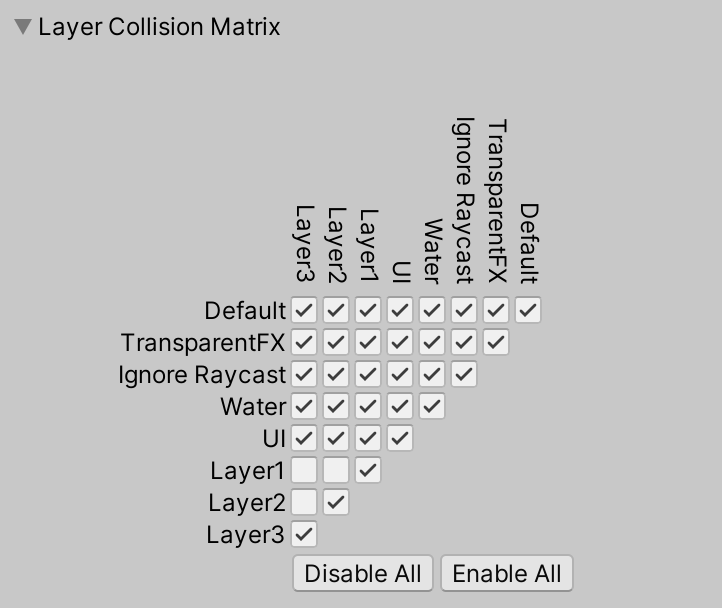 Layer Collision Matrix
Layer3
Layer2
Layer1
UI
Water
Ignore Raycast
TransparentFX
Default
Default
TransparentFX
Ignore Raycast
Water
UI
Layer1
Layer2
Layer3
Disable All
Enable All